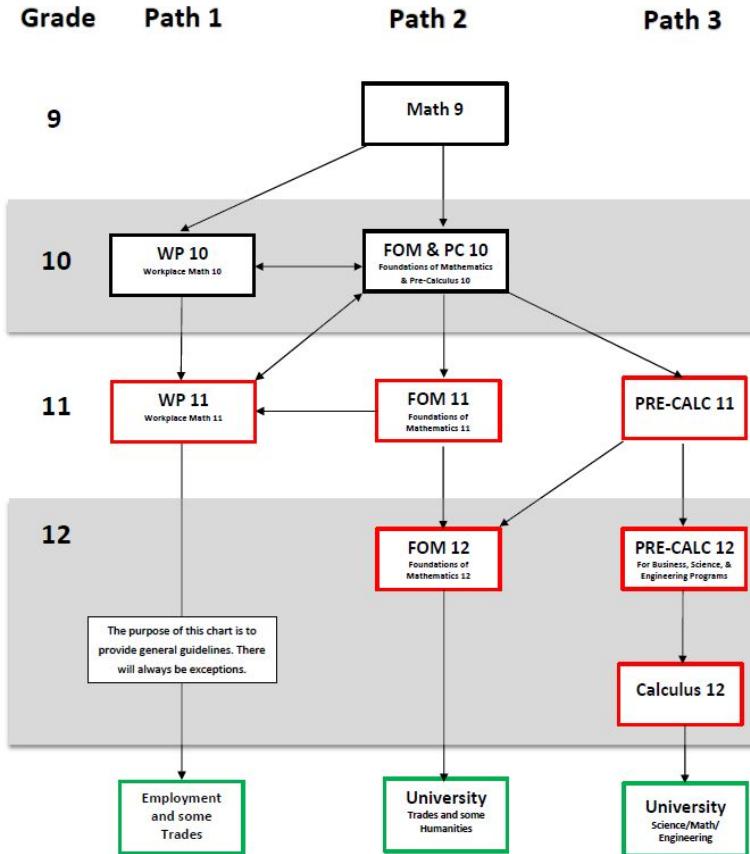 Grade Path 1 Path 2 Path 3
9
Math 9
10
WP 10
Workplace Math 10
FOM & PC 10
Foundations of Mathematics
& Pre-Calculus 10
11
WP 11
Workplace Math 11
FOM 11
Foundations of
Mathematics 11
PRE-CALC 11
12
FOM 12
Foundations of
Mathematics 12
PRE-CALC 12
For Business, Science, &
Engineering Programs
The purpose of this chart is to
provide general guidelines. There
will always be exceptions.
Calculus 12
Employment
and some
Trades
University
Trades and some
Humanities
University
Science/Math/
Engineering